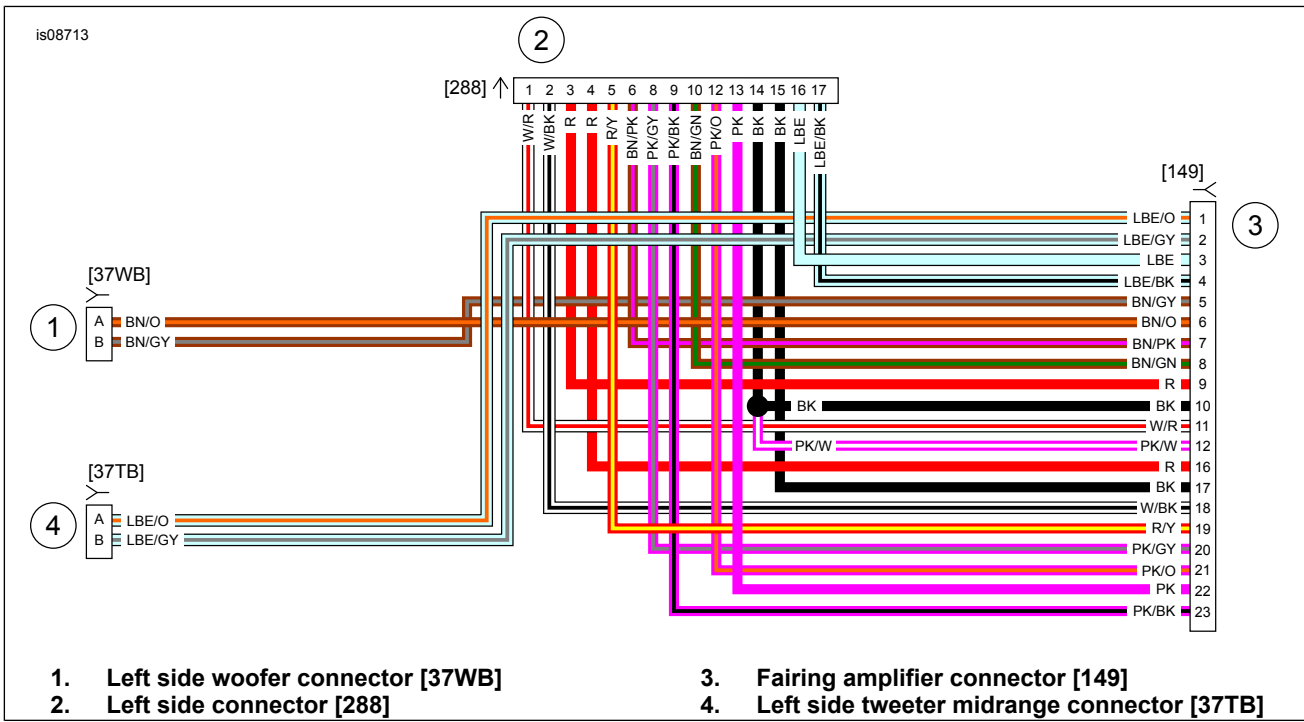 is08713
2
[288]
1 2 3 4 5 6 8 9 10 12 13 14 15 16 17
W/R W/BK R R R/Y BN/PK PK/GY PK/BK BN/GN PK/O PK BK BK LBE LBE/BK
[149]
3
LBE/O 1
LBE/GY 2
LBE 3
LBE/BK 4
BN/GY 5
BN/O 6
BN/PK 7
BN/GN 8
R 9
BK BK 10
W/R 11
PK/W PK/W 12
R 16
BK 17
W/BK 18
R/Y 19
PK/GY 20
PK/O 21
PK 22
PK/BK 23
[37WB]
1
A BN/O
B BN/GY
[37TB]
4
A LBE/O
B LBE/GY
1. Left side woofer connector [37WB]
2. Left side connector [288]
3. Fairing amplifier connector [149]
4. Left side tweeter midrange connector [37TB]